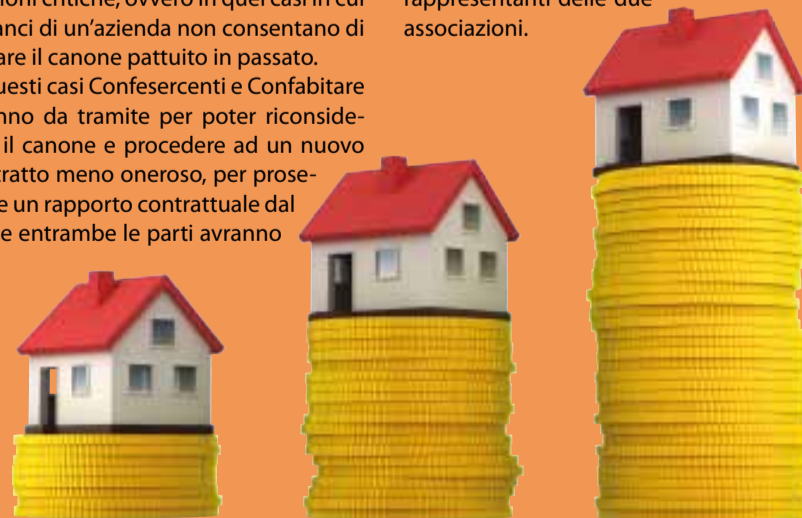 ioni critiche, ovvero in quei casi in cui
anci di un'azienda non consentano di
are il canone pattuito in passato.
uesti casi Confesercenti e Confabitare
nno da tramite per poter riconside-
il canone e procedere ad un nuovo
tratto meno oneroso, per prose-
e un rapporto contrattuale dal
e entrambe le parti avranno
rappresentanti delle due
associazioni.